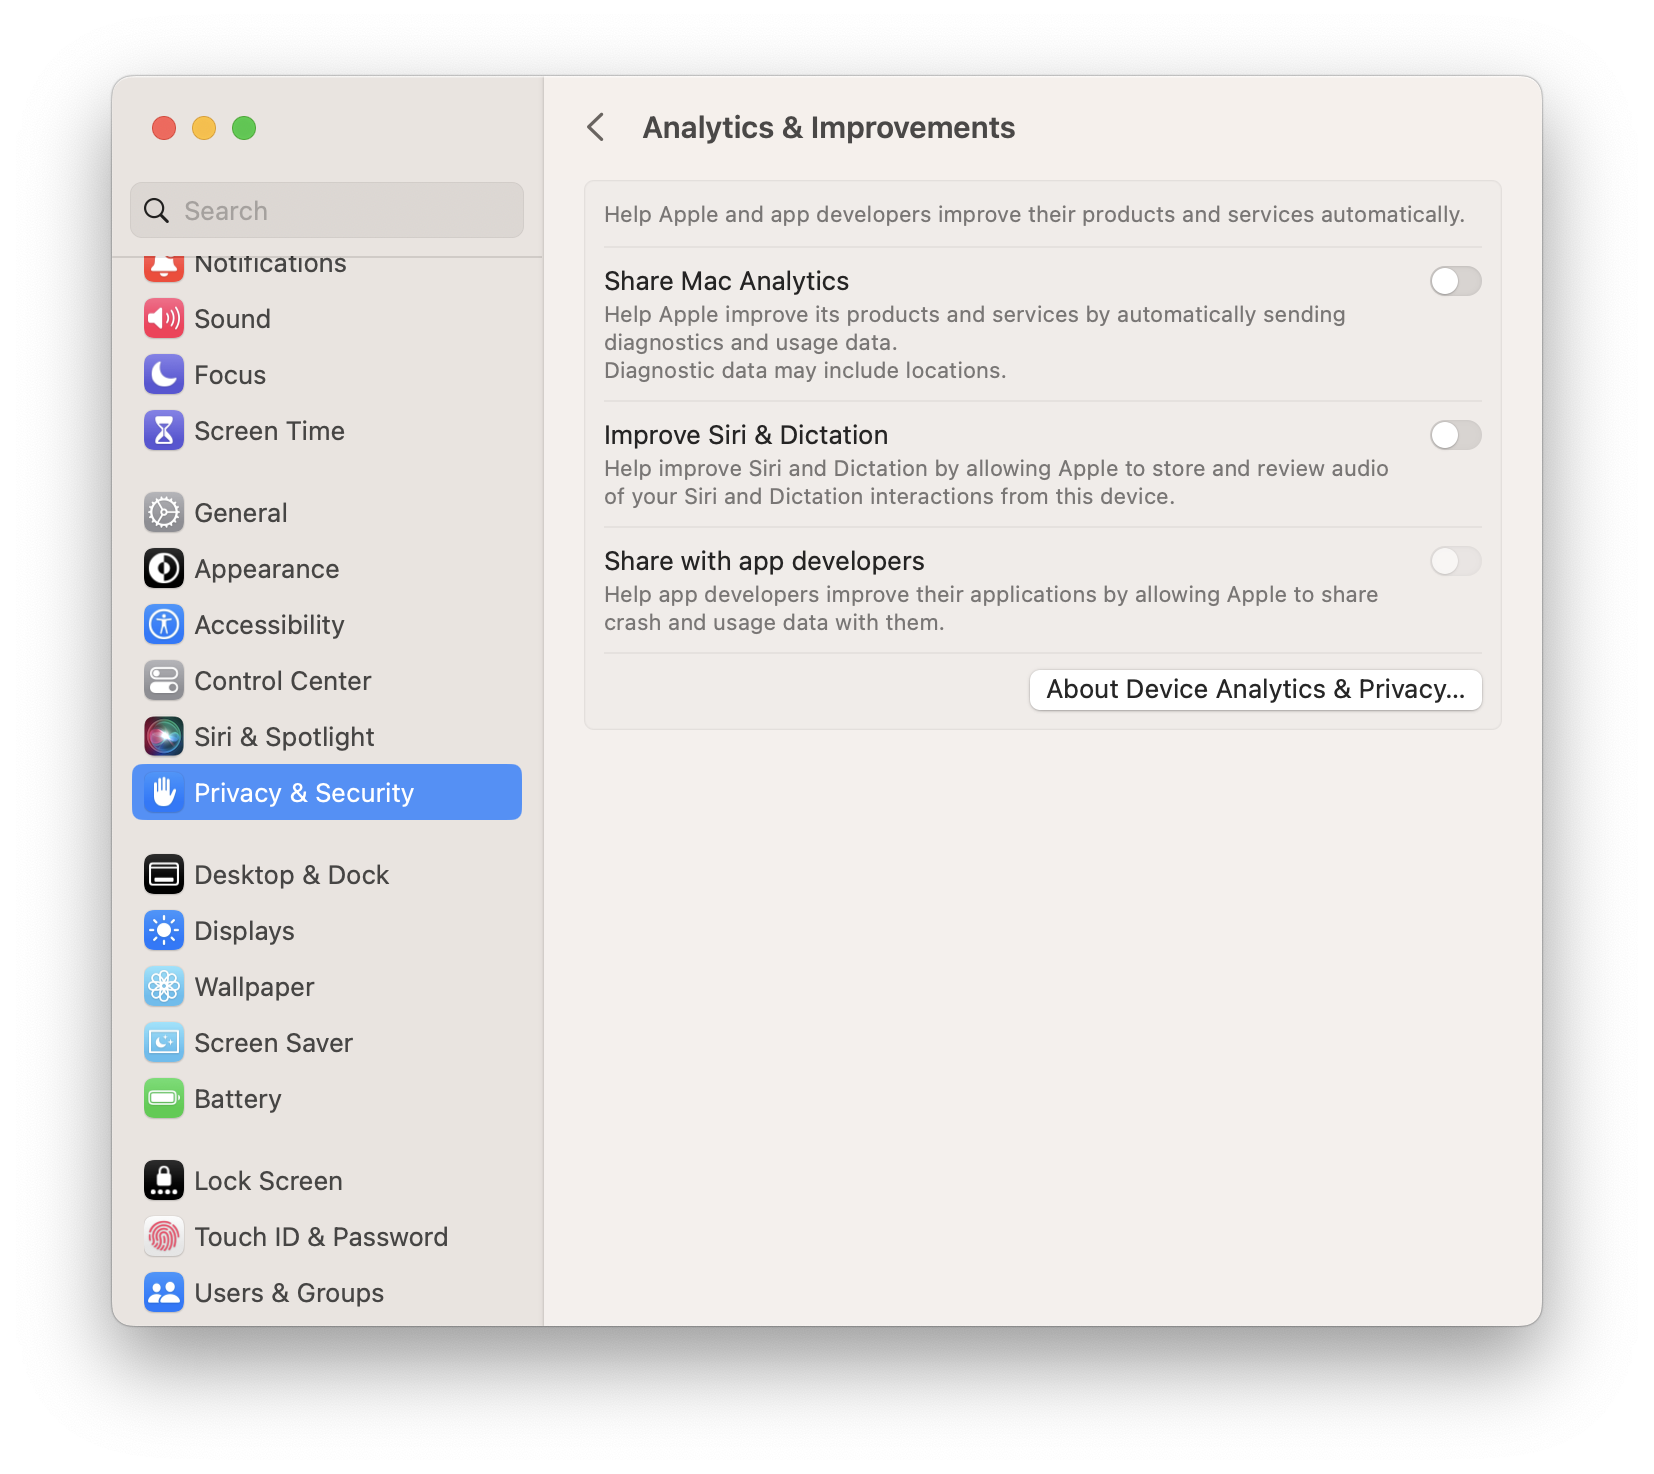 Search
Notifications
Sound
Focus
Screen Time
General
Appearance
Accessibility
Control Center
Siri & Spotlight
Privacy & Security
Desktop & Dock
Displays
Wallpaper
Screen Saver
Battery
Lock Screen
Touch ID & Password
Users & Groups
Analytics & Improvements
Help Apple and app developers improve their products and services automatically.
Share Mac Analytics
Help Apple improve its products and services by automatically sending
diagnostics and usage data.
Diagnostic data may include locations.
Improve Siri & Dictation
Help improve Siri and Dictation by allowing Apple to store and review audio
of your Siri and Dictation interactions from this device.
Share with app developers
Help app developers improve their applications by allowing Apple to share
crash and usage data with them.
About Device Analytics & Privacy...